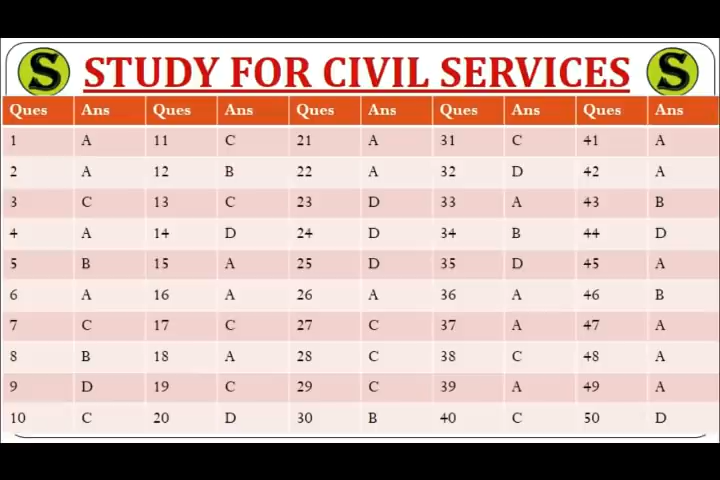 S STUDY FOR CIVIL SERVICES S
Ques Ans Ques Ans Ques Ans Ques Ans Ques Ans
1 A 11 C 21 A 31 C 41 A
2 A 12 B 22 A 32 D 42 A
3 C 13 C 23 D 33 A 43 B
4 A 14 D 24 D 34 B 44 D
5 B 15 A 25 D 35 D 45 A
6 A 16 A 26 A 36 A 46 B
7 C 17 C 27 C 37 A 47 A
8 B 18 A 28 C 38 C 48 A
9 D 19 C 29 C 39 A 49 A
10 C 20 D 30 B 40 C 50 D